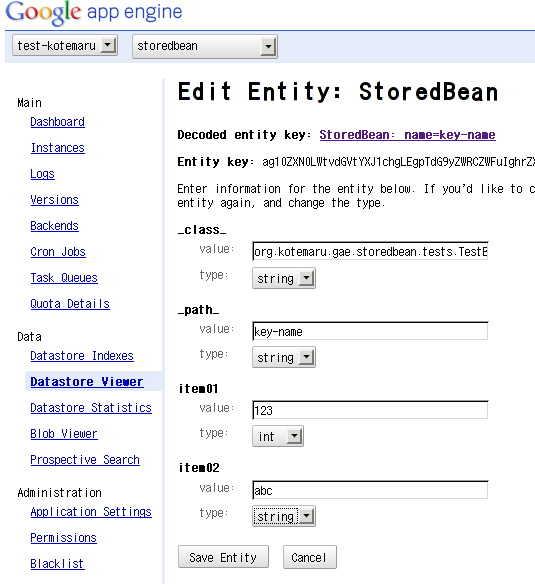 Google app engine
test-kotemaru
storedbean
Main
Dashboard
Instances
Logs
Versions
Backends
Cron Jobs
Task Queues
Quota Details
Data
Datastore Indexes
Datastore Viewer
Datastore Statistics
Blob Viewer
Prospective Search
Administration
Application Settings
Permissions
Blacklist
Edit Entity: StoredBean
Decoded entity key: StoredBean: name=key-name
Entity key:
Enter information for the entity below. If you'd like to c
entity again, and change the type.
_class_
value: org.kotemaru.gae.storedbean.tests.TestB
type: string
_path_
value: key-name
type: string
item01
value: 123
type: int
item02
value: abc
type: string
Save Entity Cancel